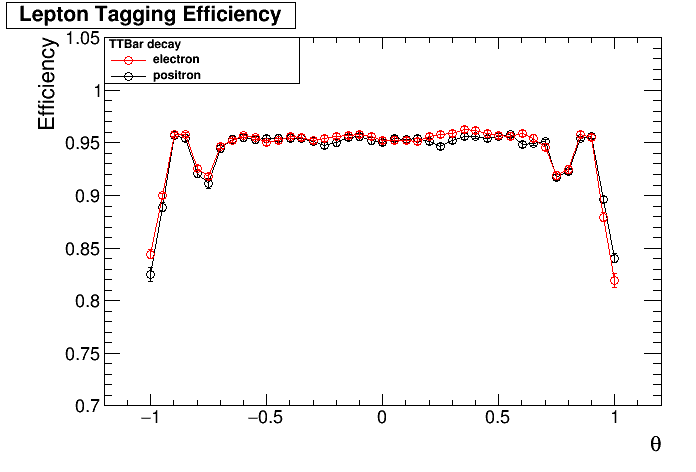 Lepton Tagging Efficiency
Efficiency
TTBar decay
electron
positron
1.05
1
0.95
0.9
0.85
0.8
0.75
0.7
−1 −0.5 0 0.5 1
θ